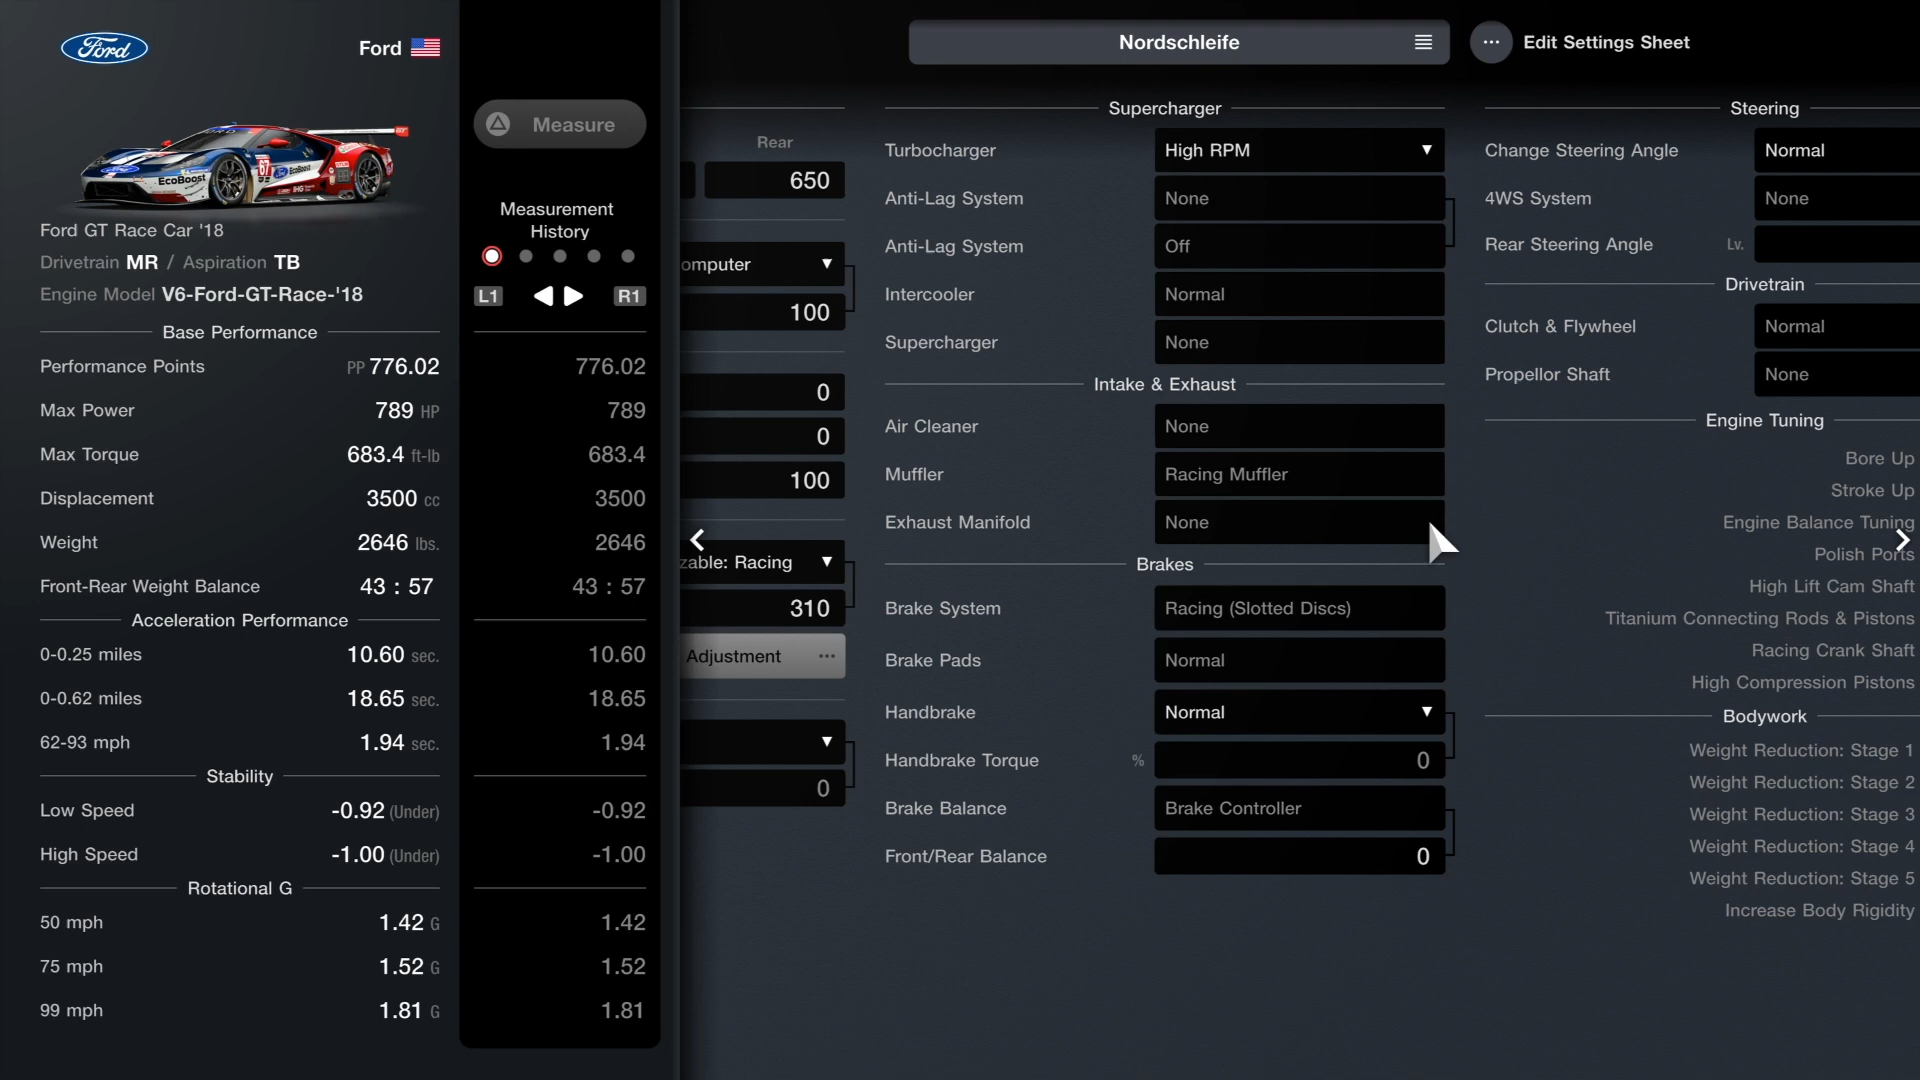 Ford
Ford
FORD
67
Ford
EcoBoost
EcoBoost
IHG
Ford GT Race Car '18
Drivetrain MR / Aspiration TB
Engine Model V6-Ford-GT-Race-'18
Base Performance
Performance Points PP 776.02
Max Power 789 HP
Max Torque 683.4 ft-lb
Displacement 3500 cc
Weight 2646 lbs.
Front-Rear Weight Balance 43 : 57
Acceleration Performance
0-0.25 miles 10.60 sec.
0-0.62 miles 18.65 sec.
62-93 mph 1.94 sec.
Stability
Low Speed -0.92 (Under)
High Speed -1.00 (Under)
Rotational G
50 mph 1.42 G
75 mph 1.52 G
99 mph 1.81 G
Measure
Measurement
History
L1 R1
776.02
789
683.4
3500
2646
43 : 57
10.60
18.65
1.94
-0.92
-1.00
1.42
1.52
1.81
Rear
650
omputer
100
0
0
100
zable: Racing
310
Adjustment ...
0
Nordschleife
... Edit Settings Sheet
Supercharger
Turbocharger High RPM
Anti-Lag System None
Anti-Lag System Off
Intercooler Normal
Supercharger None
Intake & Exhaust
Air Cleaner None
Muffler Racing Muffler
Exhaust Manifold None
Brakes
Brake System Racing (Slotted Discs)
Brake Pads Normal
Handbrake Normal
Handbrake Torque % 0
Brake Balance Brake Controller
Front/Rear Balance 0
Steering
Change Steering Angle Normal
4WS System None
Rear Steering Angle Lv.
Drivetrain
Clutch & Flywheel Normal
Propellor Shaft None
Engine Tuning
Bore Up
Stroke Up
Engine Balance Tuning
Polish Ports
High Lift Cam Shaft
Titanium Connecting Rods & Pistons
Racing Crank Shaft
High Compression Pistons
Bodywork
Weight Reduction: Stage 1
Weight Reduction: Stage 2
Weight Reduction: Stage 3
Weight Reduction: Stage 4
Weight Reduction: Stage 5
Increase Body Rigidity